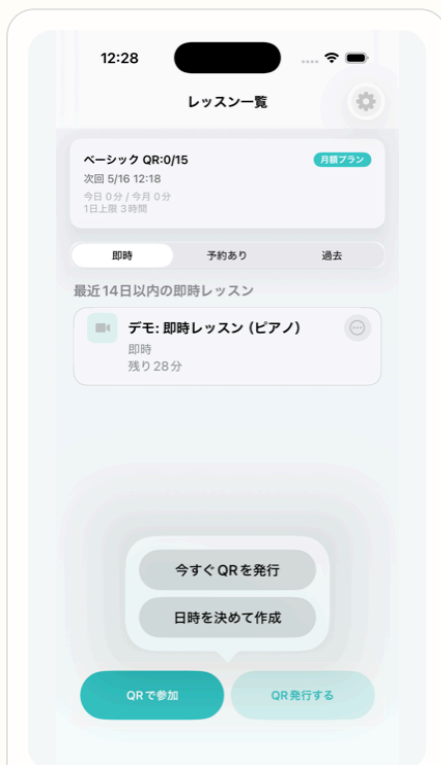 12:28
レッスン一覧
ベーシック QR:0/15
月額プラン
次回 5/16 12:18
今日 0分 / 今月 0分
1日上限 3時間
即時
予約あり
過去
最近14日以内の即時レッスン
デモ: 即時レッスン (ピアノ)
即時
残り28分
今すぐQRを発行
日時を決めて作成
QRで参加
QR発行する